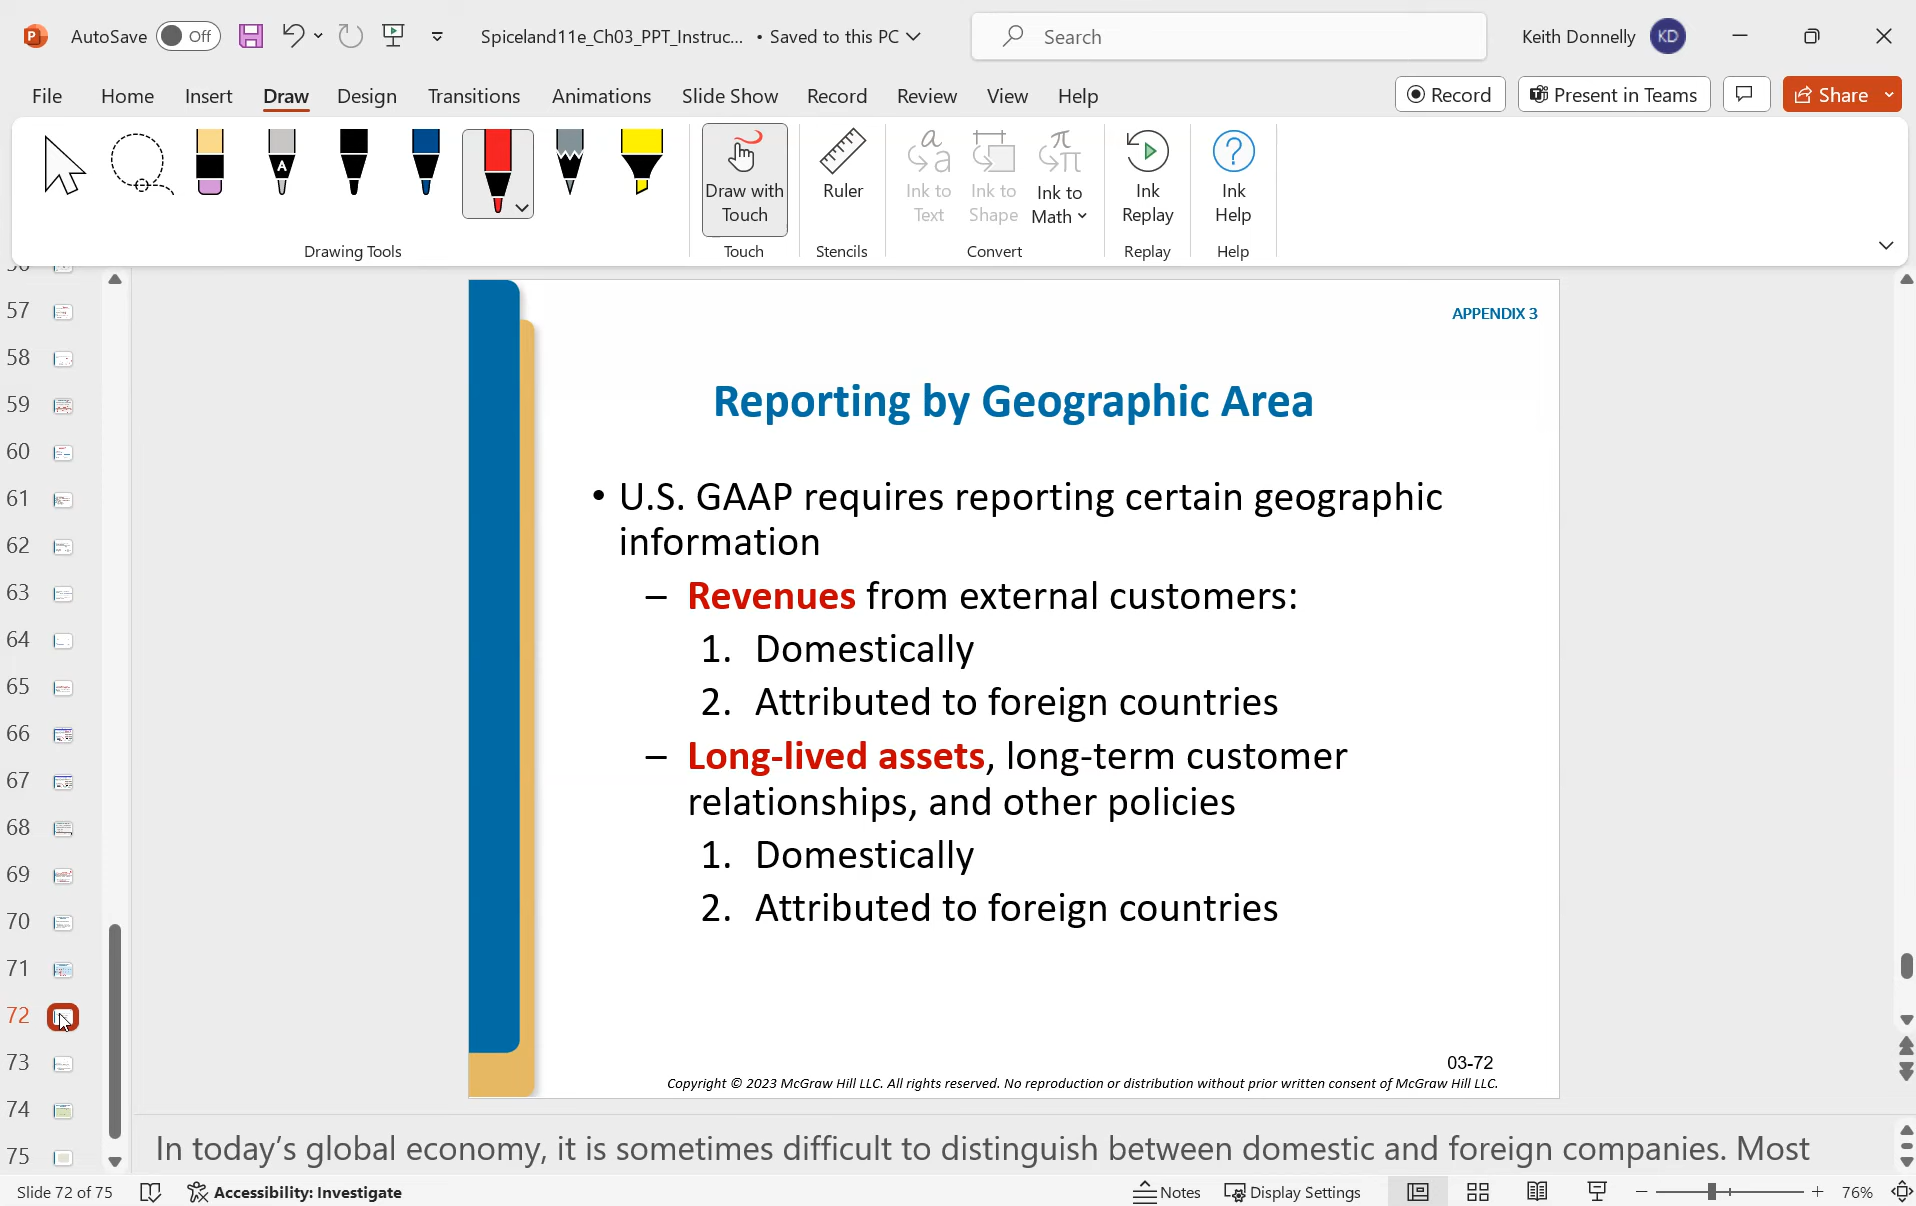 AutoSave Off Spiceland11e_Ch03_PPT_Instruc... • Saved to this PC Search Keith Donnelly KD
File Home Insert Draw Design Transitions Animations Slide Show Record Review View Help Record Present in Teams Share
Draw with Touch
Ruler
Ink to Text
Ink to Shape
Ink to Math
Ink Replay
Ink Help
Drawing Tools Touch Stencils Convert Replay Help
57
58
59
60
61
62
63
64
65
66
67
68
69
70
71
72
73
74
75
APPENDIX 3
Reporting by Geographic Area
• U.S. GAAP requires reporting certain geographic
information
– Revenues from external customers:
1. Domestically
2. Attributed to foreign countries
– Long-lived assets, long-term customer
relationships, and other policies
1. Domestically
2. Attributed to foreign countries
03-72
Copyright © 2023 McGraw Hill LLC. All rights reserved. No reproduction or distribution without prior written consent of McGraw Hill LLC.
In today's global economy, it is sometimes difficult to distinguish between domestic and foreign companies. Most
Slide 72 of 75 Accessibility: Investigate Notes Display Settings 76%